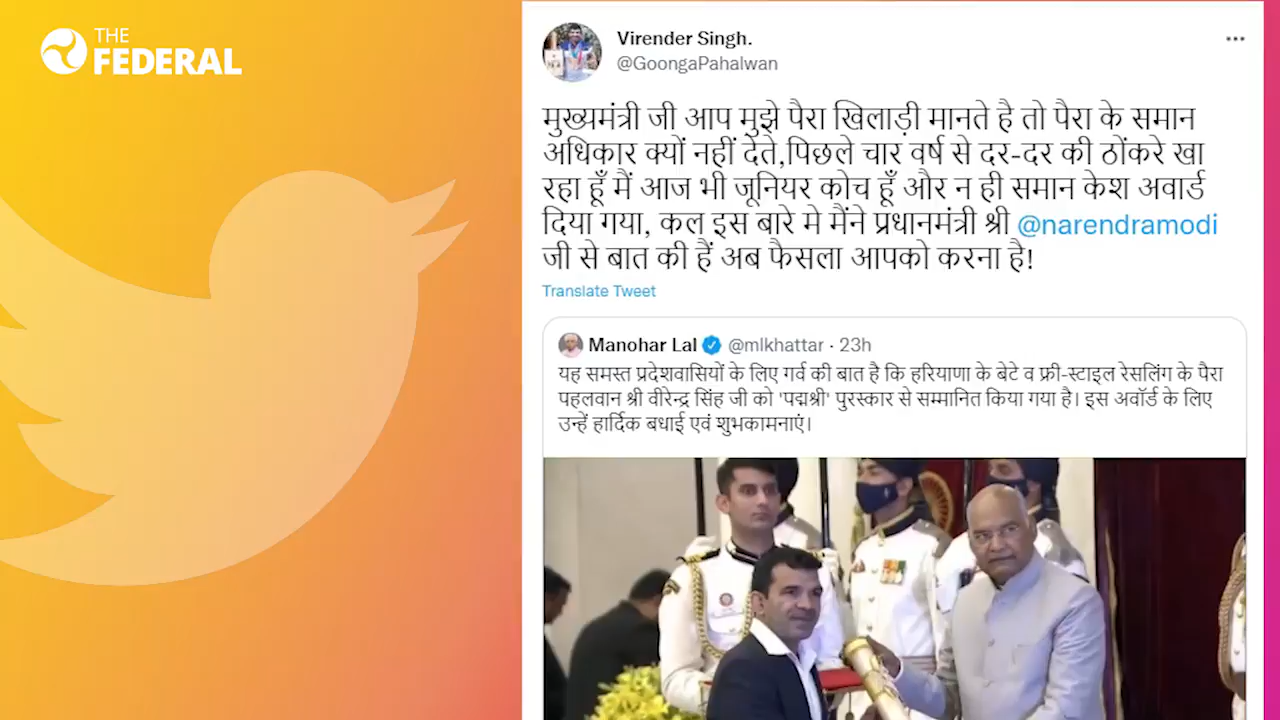 THE
FEDERAL
Virender Singh.
@GoongaPahalwan
मुख्यमंत्री जी आप मुझे पैरा खिलाड़ी मानते है तो पैरा के समान
अधिकार क्यों नहीं देते,पिछले चार वर्ष से दर-दर की ठोंकरे खा
रहा हूँ मैं आज भी जूनियर कोच हूँ और न ही समान केश अवार्ड
दिया गया, कल इस बारे मे मैंने प्रधानमंत्री श्री @narendramodi
जी से बात की हैं अब फैसला आपको करना है!
Translate Tweet
Manohar Lal @mlkhattar · 23h
यह समस्त प्रदेशवासियों के लिए गर्व की बात है कि हरियाणा के बेटे व फ्री-स्टाइल रेसलिंग के पैरा
पहलवान श्री वीरेन्द्र सिंह जी को 'पद्मश्री' पुरस्कार से सम्मानित किया गया है। इस अवॉर्ड के लिए
उन्हें हार्दिक बधाई एवं शुभकामनाएं।